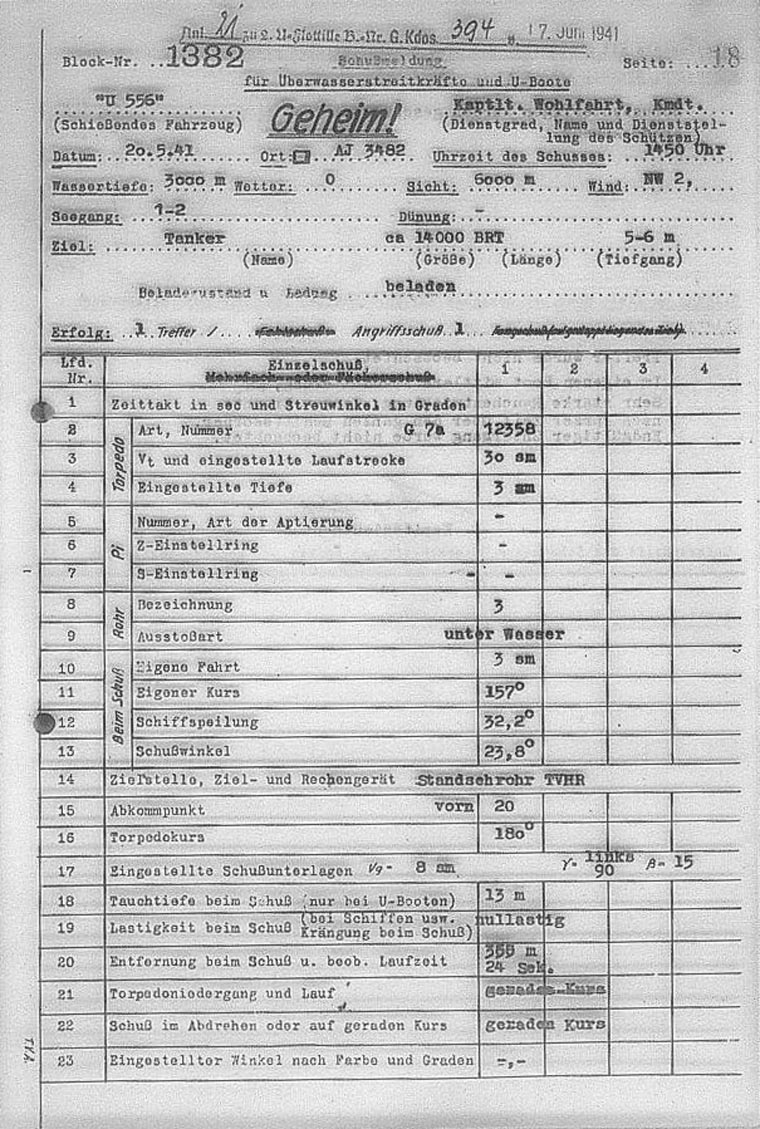 Anl. 21 zu 2. U-Flottille B.-Nr. G.Kdos. 394 v. 17. Juni 1941
Block-Nr. ..1382 Schußmeldung Seite: .....18
für Überwasserstreitkräfte und U-Boote
"U 556" Geheim! Kaptlt. Wohlfahrt, Kmdt.
(Schießendes Fahrzeug) (Dienstgrad, Name und Dienststel-
lung des Schützen)
Datum: 20.5.41 Ort: AJ 3482 Uhrzeit des Schusses: 1450 Uhr
Wassertiefe: 3000 m Wetter: 0 Sicht: 6000 m Wind: NW 2,
Seegang: 1-2 Dünung: -
Ziel: Tanker ca 14000 BRT 5-6 m
(Name) (Größe) (Länge) (Tiefgang)
Beladezustand u Ladung beladen
Erfolg: 1 Treffer / Angriffsschuß 1
Lfd. Nr. Einzelschuß, 1 2 3 4
Mehrfach- oder Fächerschuß
1 Zeittakt in sec und Streuwinkel in Graden
Torpedo
2 Art, Nummer G 7a 12358
3 Vt und eingestellte Laufstrecke 30 sm
4 Eingestellte Tiefe 3 m
Pi
5 Nummer, Art der Aptierung -
6 Z-Einstellring -
7 S-Einstellring - -
Rohr
8 Bezeichnung 3
9 Ausstoßart unter Wasser
Beim Schuß
10 Eigene Fahrt 3 sm
11 Eigener Kurs 157°
12 Schiffspeilung 32,2°
13 Schußwinkel 23,8°
14 Zielstelle, Ziel- und Rechengerät Standsehrohr TVHR
15 Abkommpunkt vorn 20
16 Torpedokurs 180°
17 Eingestellte Schußunterlagen Vg- 8 sm γ- links 90 β- 15
18 Tauchtiefe beim Schuß (nur bei U-Booten) 13 m
19 Lastigkeit beim Schuß (bei Schiffen usw. Krängung beim Schuß) nullastig
20 Entfernung beim Schuß u. beob. Laufzeit 355 m
24 Sek.
21 Torpedoniedergang und Lauf geraden Kurs
22 Schuß im Abdrehen oder auf geraden Kurs geraden Kurs
23 Eingestellter Winkel nach Farbe und Graden -,-